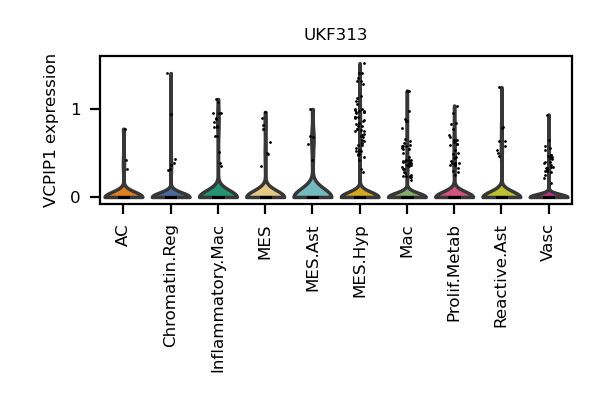 UKF313
VCPIP1 expression
1
0
AC
Chromatin.Reg
Inflammatory.Mac
MES
MES.Ast
MES.Hyp
Mac
Prolif.Metab
Reactive.Ast
Vasc